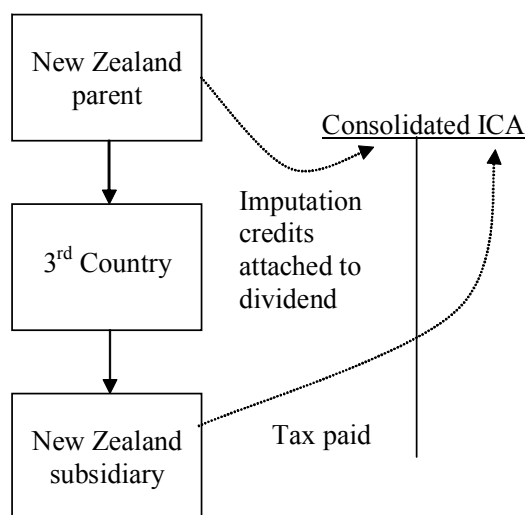 New Zealand
parent
Consolidated ICA
Imputation
credits
attached to
dividend
3rd Country
Tax paid
New Zealand
subsidiary